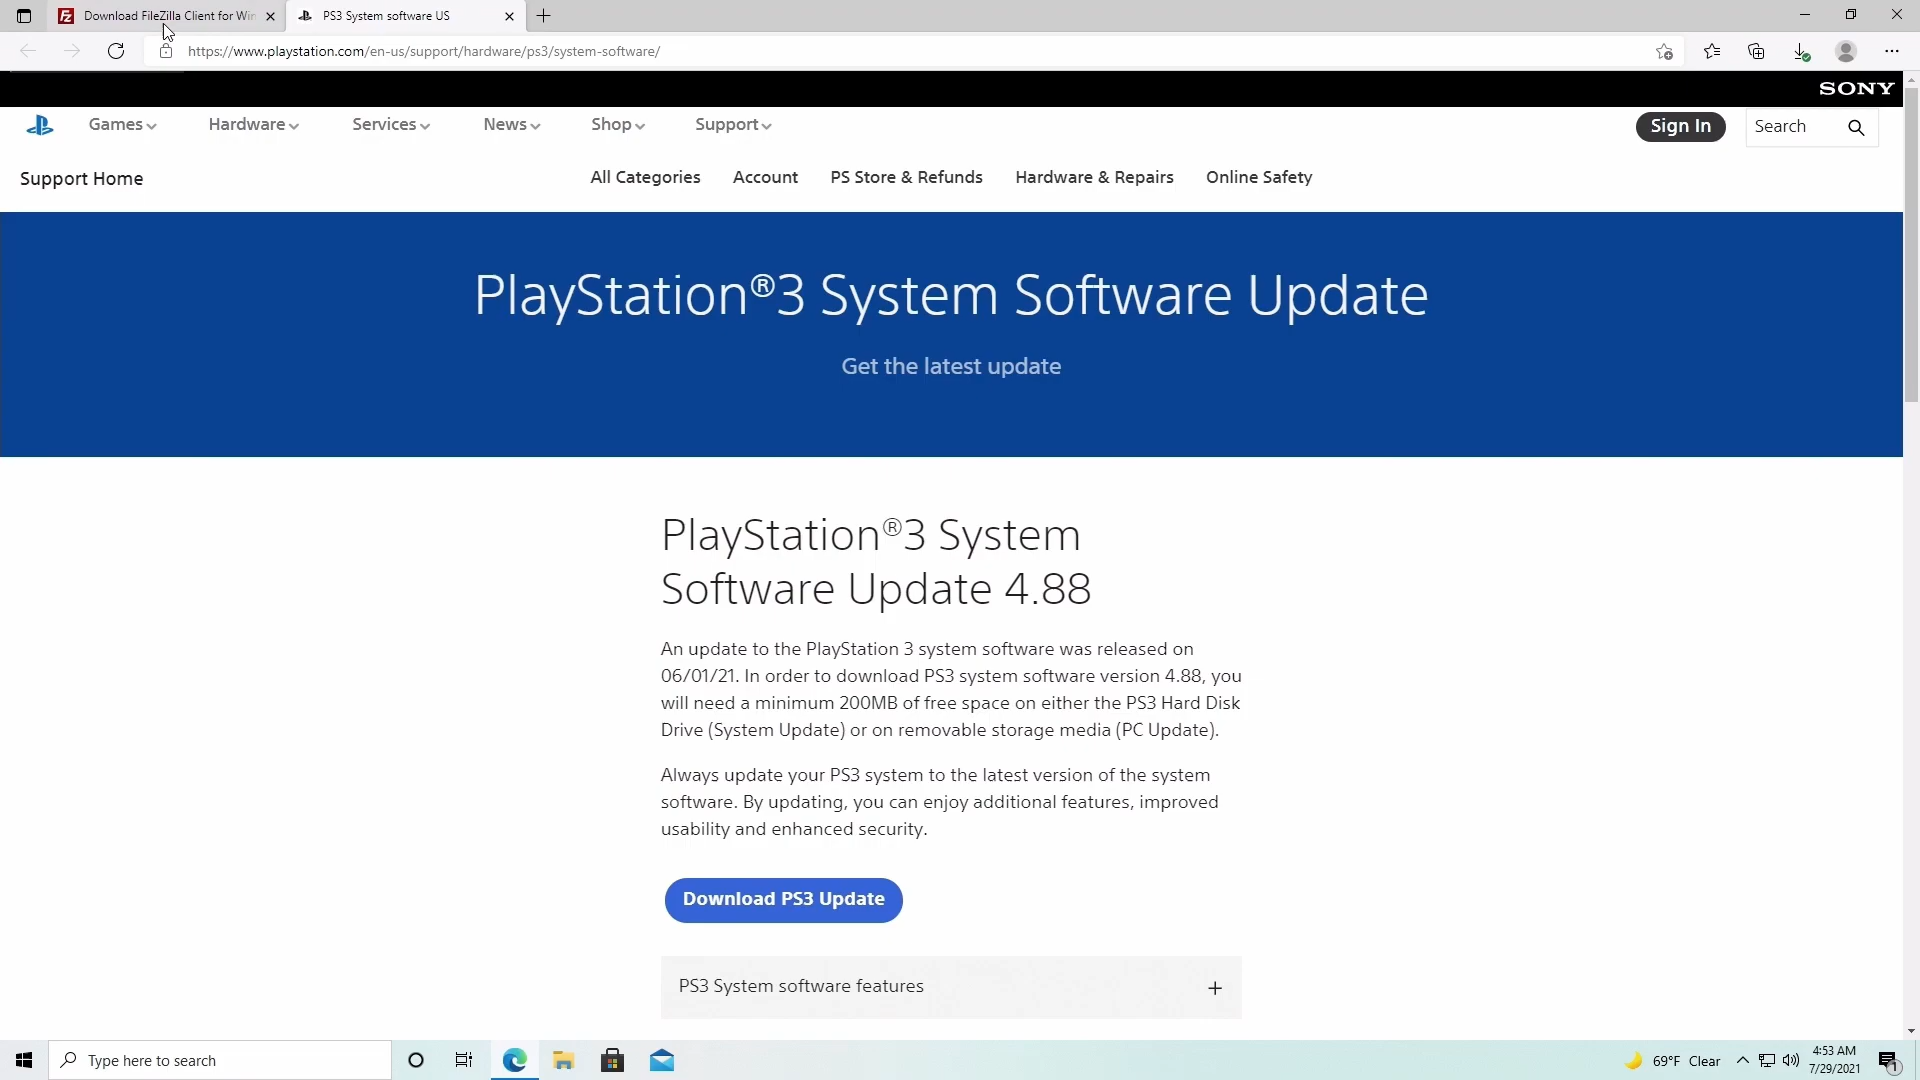 Download FileZilla Client for Win
PS3 System software US
https://www.playstation.com/en-us/support/hardware/ps3/system-software/
SONY
Games Hardware Services News Shop Support
Sign In
Search
Support Home
All Categories Account PS Store & Refunds Hardware & Repairs Online Safety
PlayStation®3 System Software Update
Get the latest update
PlayStation®3 System
Software Update 4.88
An update to the PlayStation 3 system software was released on
06/01/21. In order to download PS3 system software version 4.88, you
will need a minimum 200MB of free space on either the PS3 Hard Disk
Drive (System Update) or on removable storage media (PC Update).
Always update your PS3 system to the latest version of the system
software. By updating, you can enjoy additional features, improved
usability and enhanced security.
Download PS3 Update
PS3 System software features +
Type here to search
69°F Clear
4:53 AM
7/29/2021
1